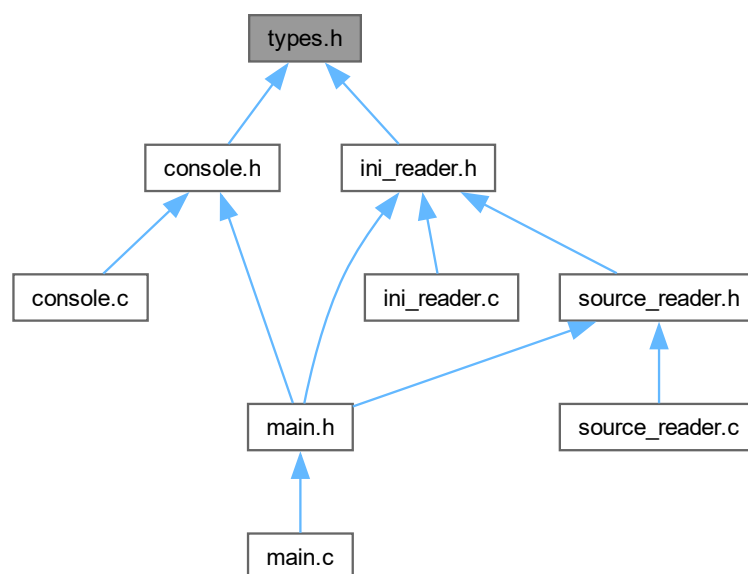 types.h
console.h
ini_reader.h
console.c
ini_reader.c
source_reader.h
main.h
source_reader.c
main.c